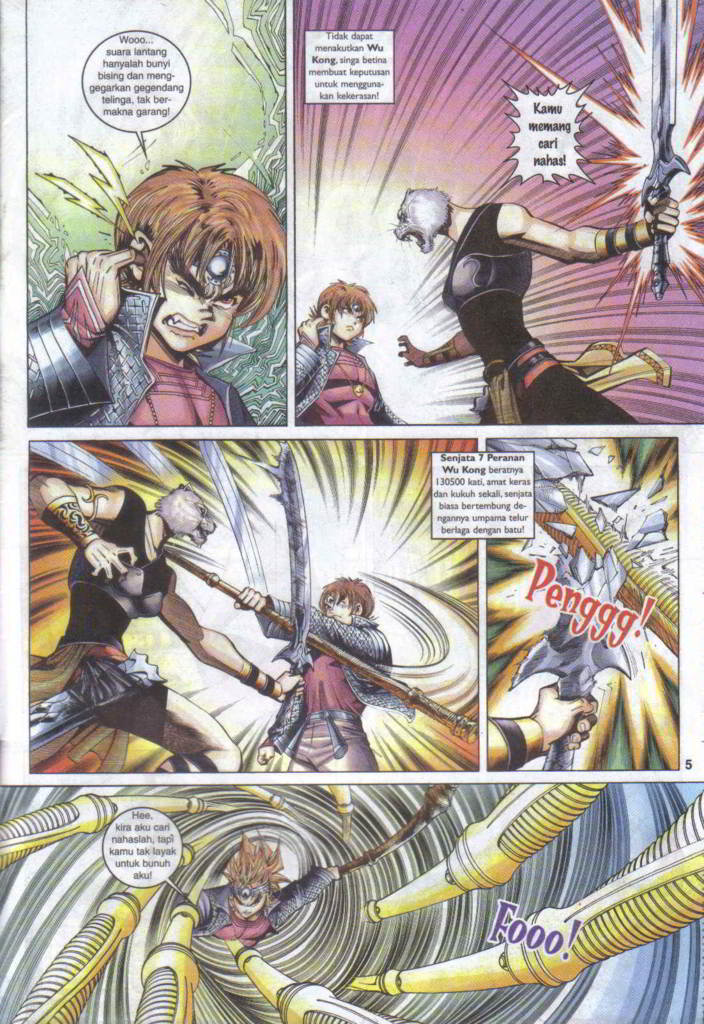 Wooo...
suara lantang
hanyalah bunyi
bising dan meng-
gegarkan gegendang
telinga, tak ber-
makna garang!
Tidak dapat
menakutkan Wu
Kong, singa betina
membuat keputusan
untuk mengguna-
kan kekerasan!
Kamu
memang
cari
nahas!
Senjata 7 Peranan
Wu Kong beratnya
130500 kati, amat keras
dan kukuh sekali, senjata
biasa bertembung de-
ngannya umpama telur
berlaga dengan batu!
Penggg!
5
Hee,
kira aku cari
nahaslah, tapi
kamu tak layak
untuk bunuh
aku!
Fooo!